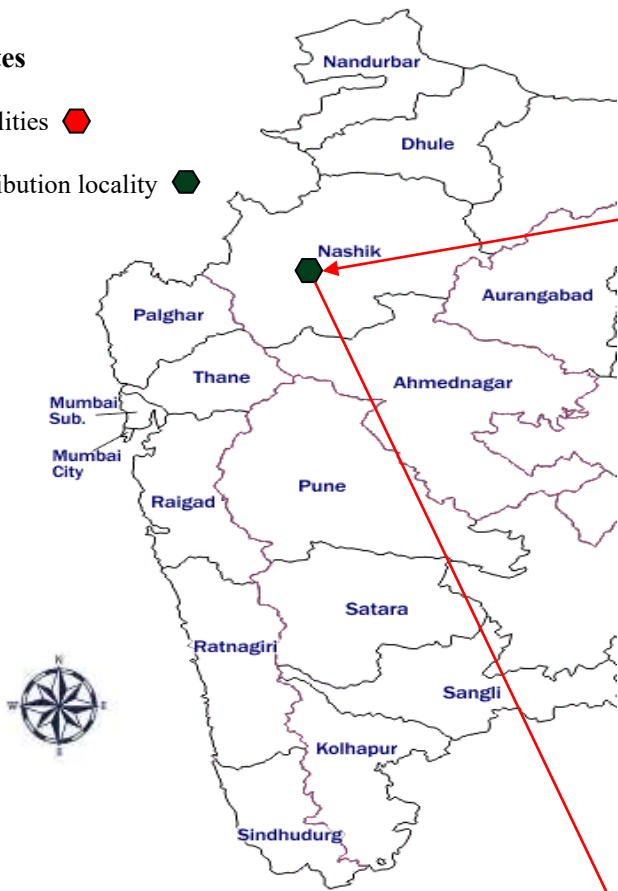 tes
lities
ibution locality
Nandurbar
Dhule
Nashik
Aurangabad
Palghar
Thane
Ahmednagar
Mumbai
Sub.
Mumbai
City
Pune
Raigad
Satara
Ratnagiri
Sangli
Kolhapur
Sindhudurg
N
W
E
S